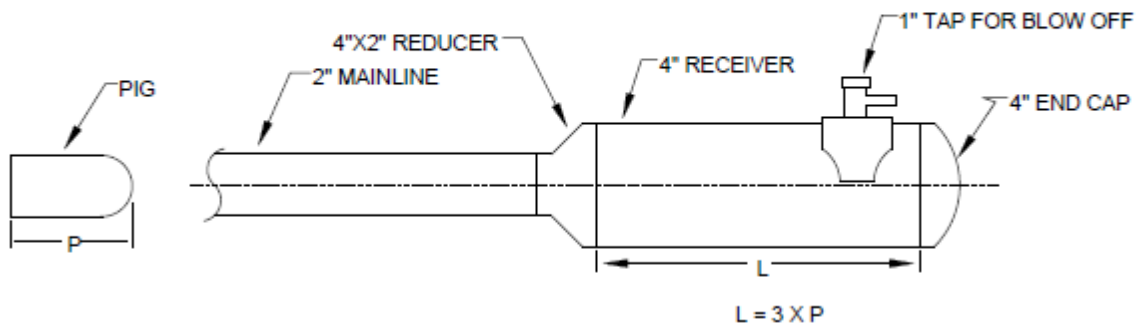 1" TAP FOR BLOW OFF
4"X2" REDUCER
4" RECEIVER
2" MAINLINE
PIG
4" END CAP
P
L
L = 3 X P